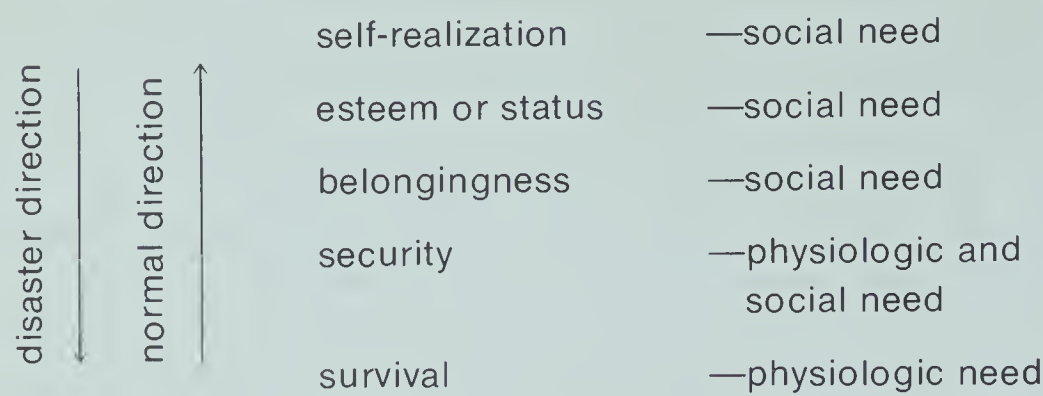 disaster direction
normal direction
self-realization —social need
esteem or status —social need
belongingness —social need
security —physiologic and
social need
survival —physiologic need